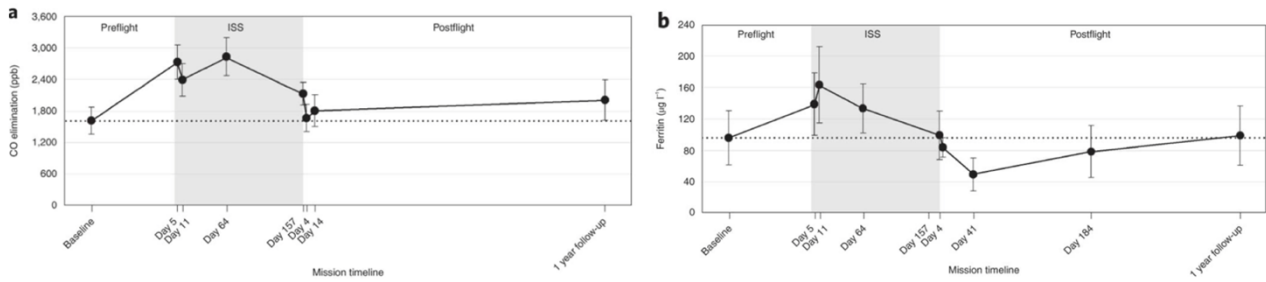 a
3,600
3,000
2,400
1,800
1,200
600
0
CO elimination (ppb)
Preflight
ISS
Postflight
Baseline
Day 5
Day 11
Day 64
Day 157
Day 4
Day 14
1 year follow-up
Mission timeline
b
240
200
160
120
80
40
0
Ferritin (µg l⁻¹)
Preflight
ISS
Postflight
Baseline
Day 5
Day 11
Day 64
Day 157
Day 4
Day 41
Day 184
1 year follow-up
Mission timeline